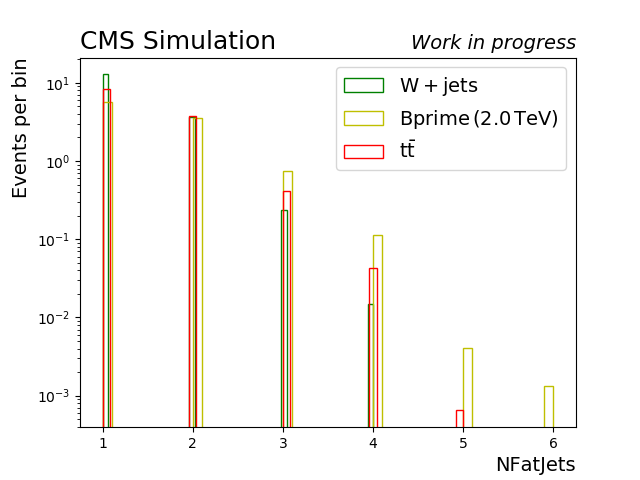 CMS Simulation Work in progress
Events per bin
W + jets
Bprime (2.0 TeV)
tt̄
10¹
10⁰
10⁻¹
10⁻²
10⁻³
1 2 3 4 5 6
NFatJets